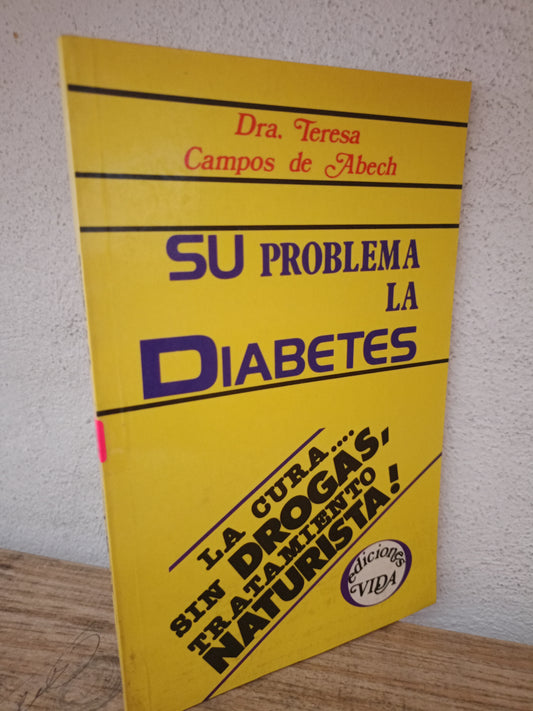 Dra. Teresa
Campos de Abech
SU PROBLEMA
LA
DIABETES
LA CURA....
SIN DROGAS,
TRATAMIENTO
NATURISTA!
ediciones
VIDA